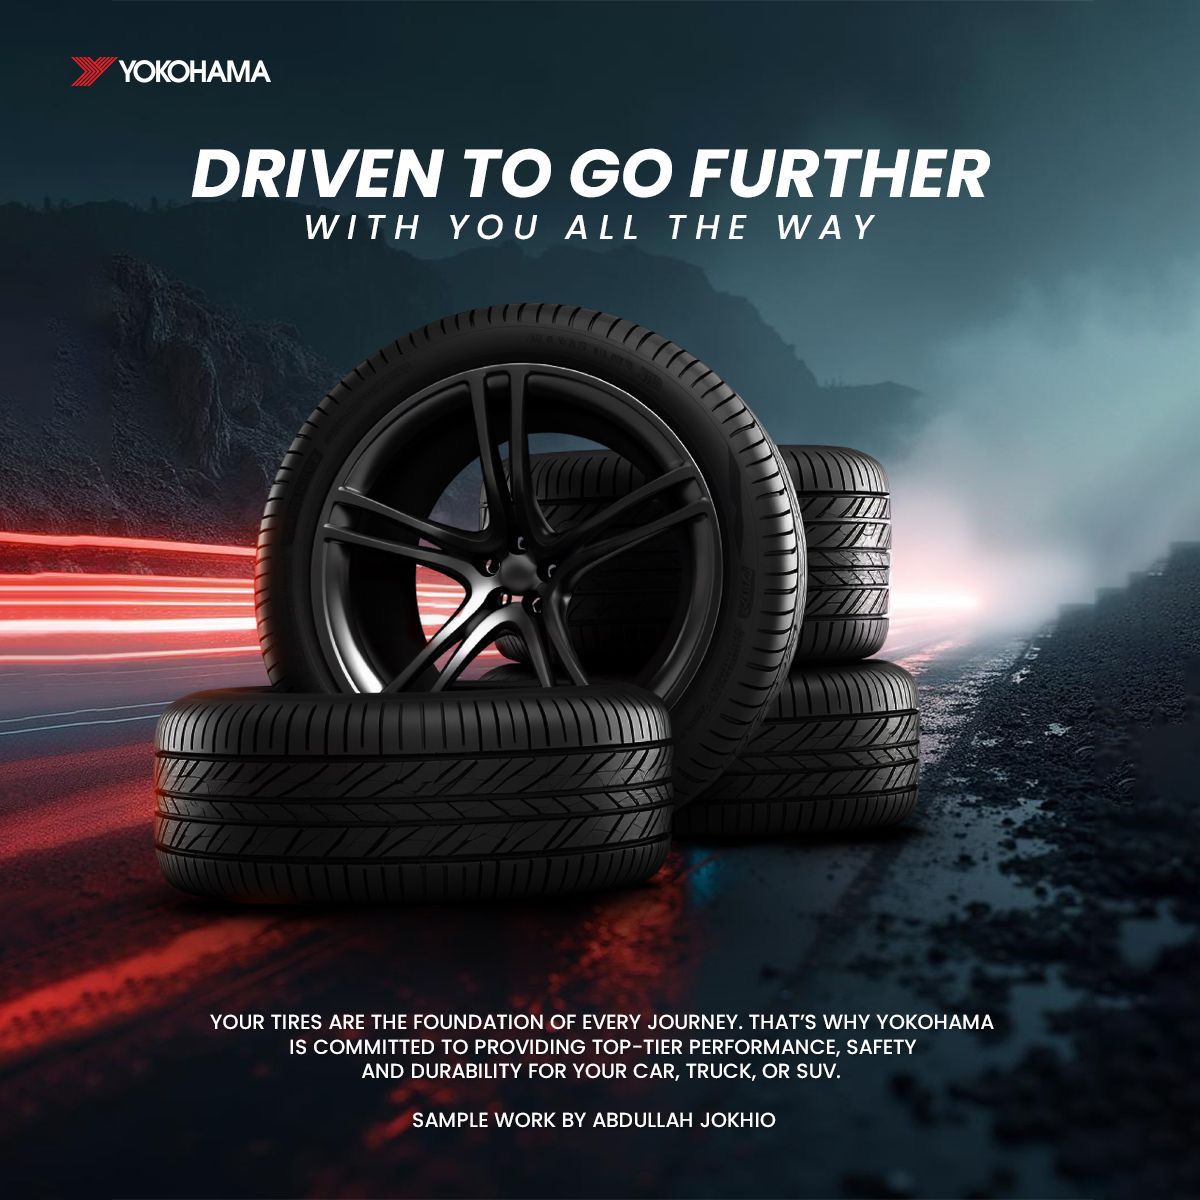 YOKOHAMA
DRIVEN TO GO FURTHER
WITH YOU ALL THE WAY
YOUR TIRES ARE THE FOUNDATION OF EVERY JOURNEY. THAT'S WHY YOKOHAMA
IS COMMITTED TO PROVIDING TOP-TIER PERFORMANCE, SAFETY
AND DURABILITY FOR YOUR CAR, TRUCK, OR SUV.
SAMPLE WORK BY ABDULLAH JOKHIO